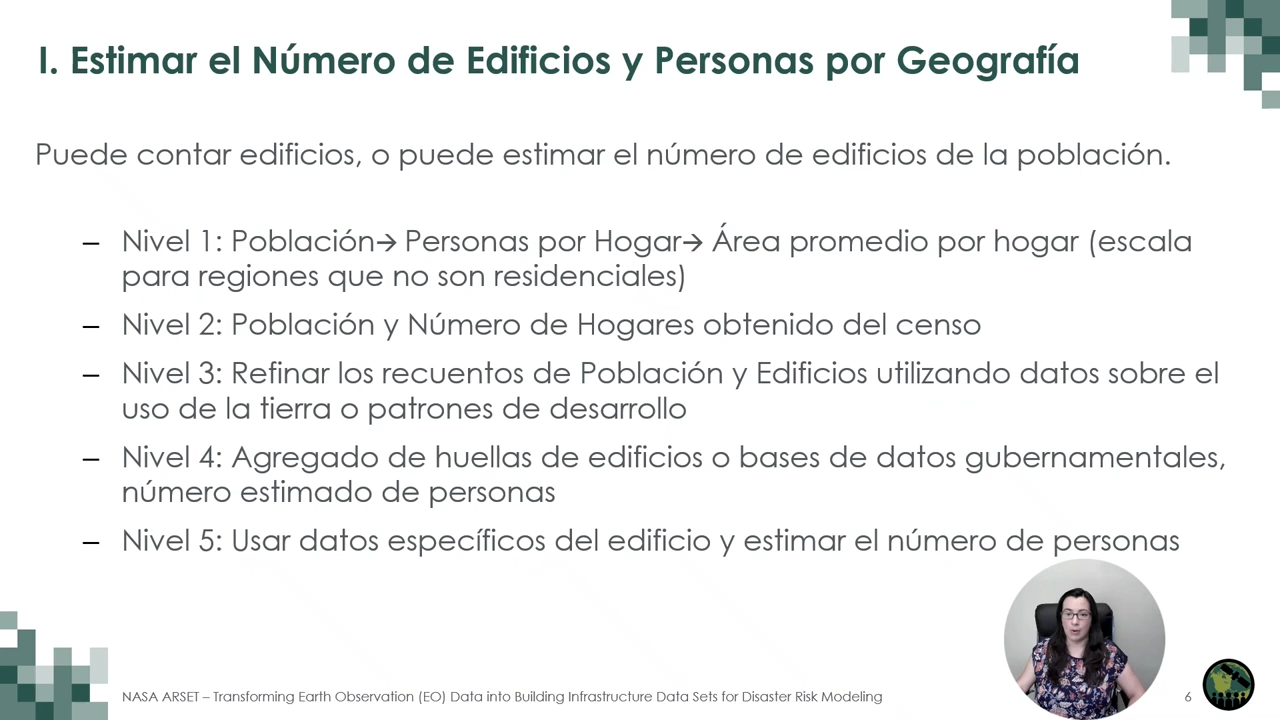 I. Estimar el Número de Edificios y Personas por Geografía
Puede contar edificios, o puede estimar el número de edificios de la población.
– Nivel 1: Población→ Personas por Hogar→ Área promedio por hogar (escala
para regiones que no son residenciales)
– Nivel 2: Población y Número de Hogares obtenido del censo
– Nivel 3: Refinar los recuentos de Población y Edificios utilizando datos sobre el
uso de la tierra o patrones de desarrollo
– Nivel 4: Agregado de huellas de edificios o bases de datos gubernamentales,
número estimado de personas
– Nivel 5: Usar datos específicos del edificio y estimar el número de personas
NASA ARSET – Transforming Earth Observation (EO) Data into Building Infrastructure Data Sets for Disaster Risk Modeling
6